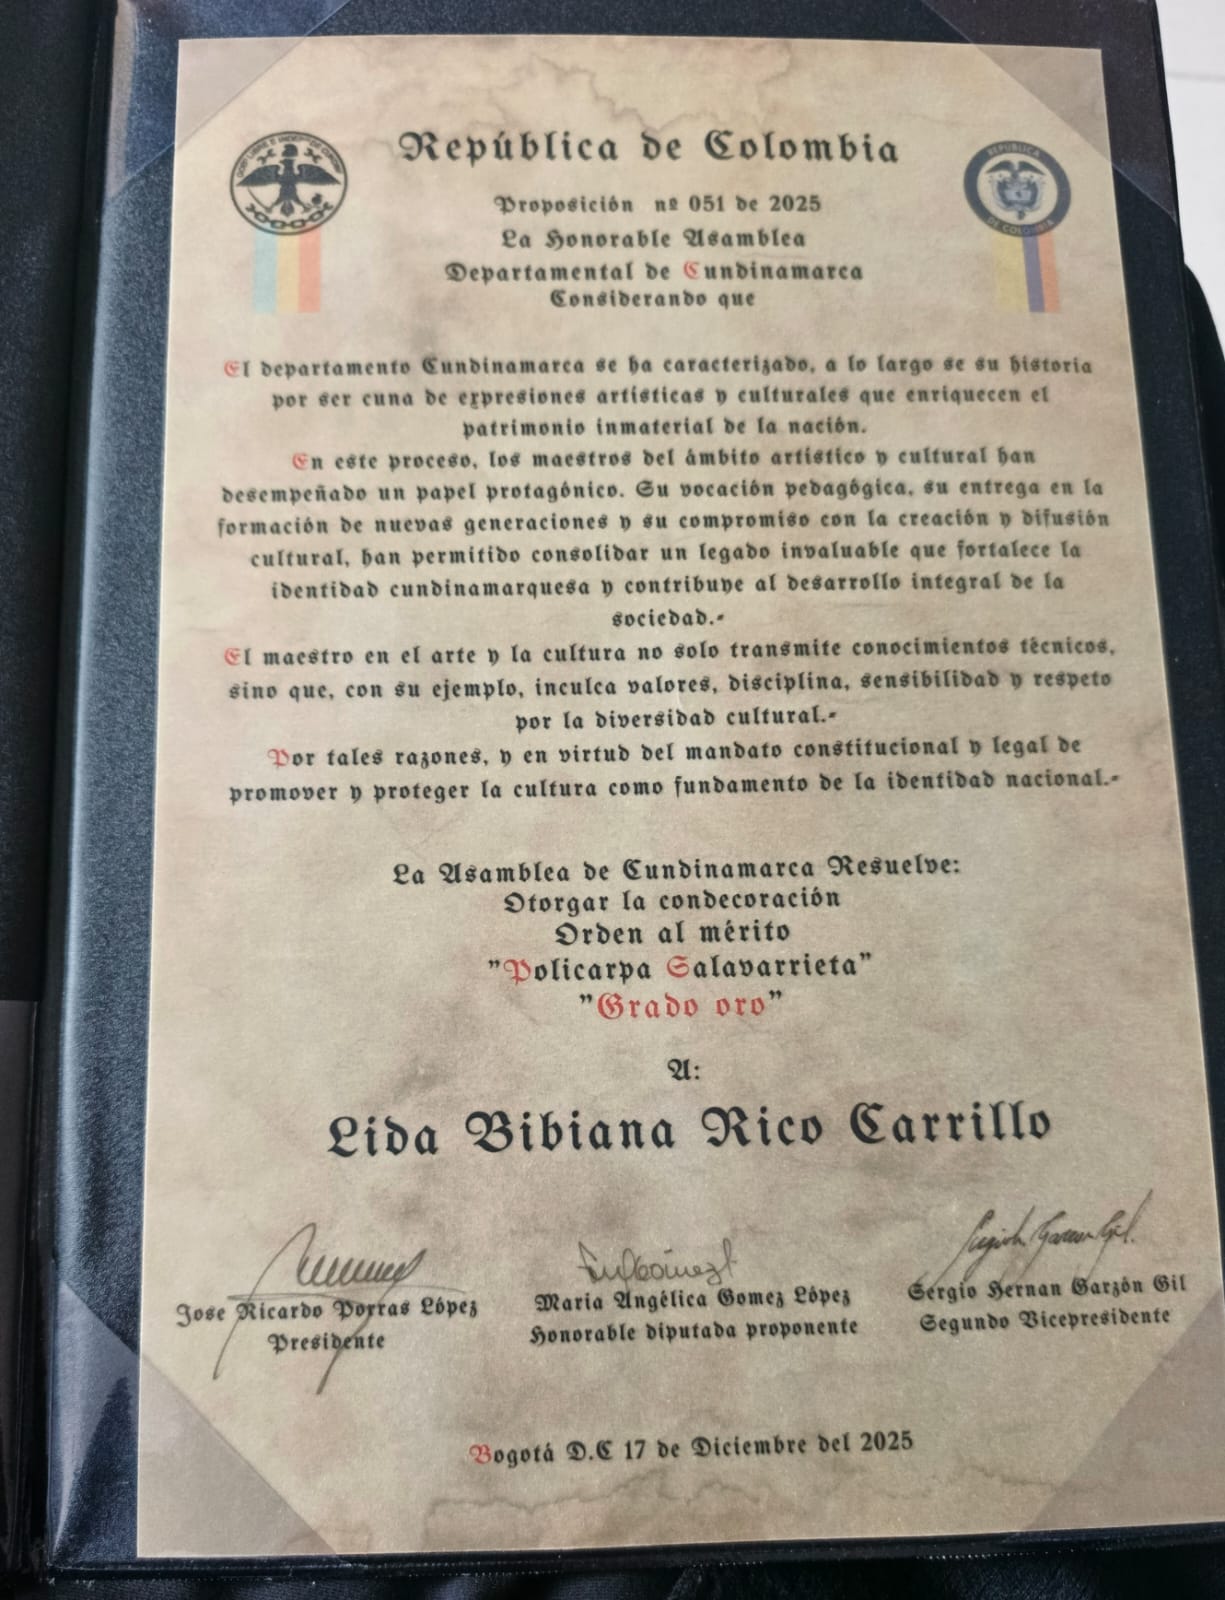 República de Colombia
Proposición nº 051 de 2025
La Honorable Asamblea
Departamental de Cundinamarca
Considerando que
El departamento Cundinamarca se ha caracterizado, a lo largo se su historia
por ser cuna de expresiones artísticas y culturales que enriquecen el
patrimonio inmaterial de la nación.
En este proceso, los maestros del ámbito artístico y cultural han
desempeñado un papel protagónico. Su vocación pedagógica, su entrega en la
formación de nuevas generaciones y su compromiso con la creación y difusión
cultural, han permitido consolidar un legado invaluable que fortalece la
identidad cundinamarquesa y contribuye al desarrollo integral de la
sociedad.-
El maestro en el arte y la cultura no solo transmite conocimientos técnicos,
sino que, con su ejemplo, inculca valores, disciplina, sensibilidad y respeto
por la diversidad cultural.-
Por tales razones, y en virtud del mandato constitucional y legal de
promover y proteger la cultura como fundamento de la identidad nacional.-
La Asamblea de Cundinamarca Resuelve:
Otorgar la condecoración
Orden al mérito
"Policarpa Salavarrieta"
"Grado oro"
A:
Lida Bibiana Rico Carrillo
Jose Ricardo Porras López
Presidente
Maria Angélica Gomez López
Honorable diputada proponente
Sergio Hernan Garzón Gil
Segundo Vicepresidente
Bogotá D.C 17 de Diciembre del 2025
REPUBLICA
DE COLOMBIA